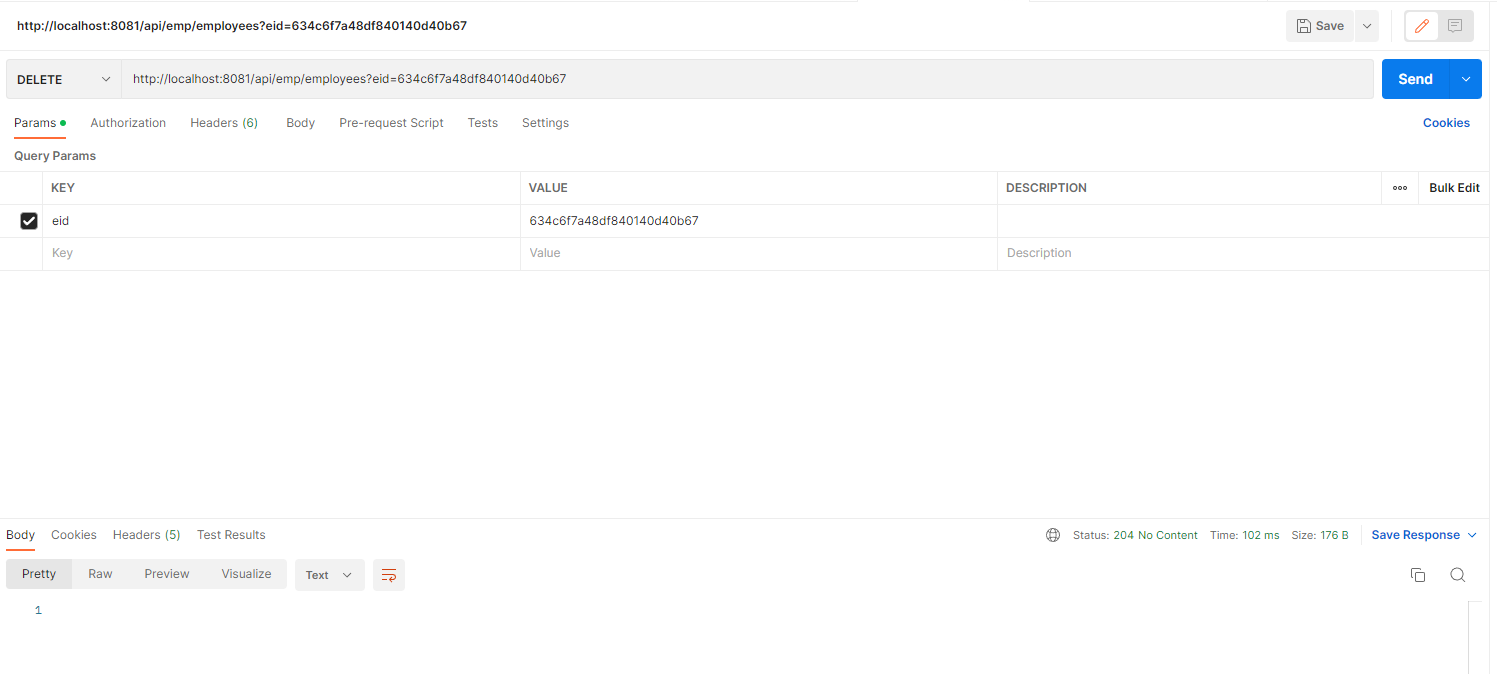 http://localhost:8081/api/emp/employees?eid=634c6f7a48df840140d40b67
Save
DELETE http://localhost:8081/api/emp/employees?eid=634c6f7a48df840140d40b67 Send
Params Authorization Headers (6) Body Pre-request Script Tests Settings Cookies
Query Params
KEY VALUE DESCRIPTION ooo Bulk Edit
eid 634c6f7a48df840140d40b67
Key Value Description
Body Cookies Headers (5) Test Results Status: 204 No Content Time: 102 ms Size: 176 B Save Response
Pretty Raw Preview Visualize Text
1